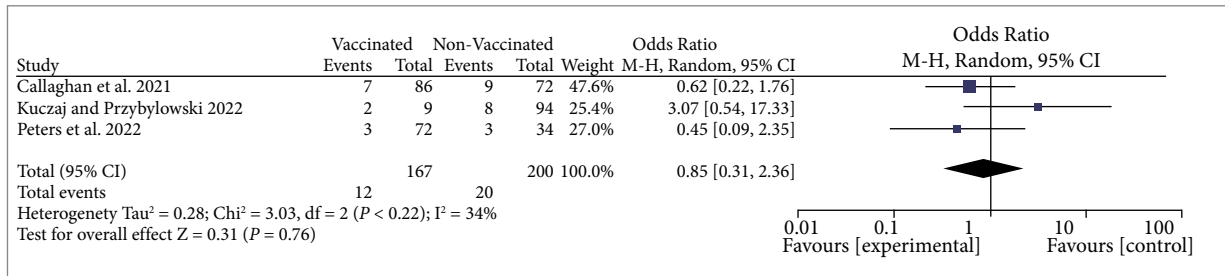 Odds Ratio
Vaccinated Non-Vaccinated Odds Ratio M-H, Random, 95% CI
Study Events Total Events Total Weight M-H, Random, 95% CI
Callaghan et al. 2021 7 86 9 72 47.6% 0.62 [0.22, 1.76]
Kuczaj and Przybylowski 2022 2 9 8 94 25.4% 3.07 [0.54, 17.33]
Peters et al. 2022 3 72 3 34 27.0% 0.45 [0.09, 2.35]
Total (95% CI) 167 200 100.0% 0.85 [0.31, 2.36]
Total events 12 20
Heterogenety Tau² = 0.28; Chi² = 3.03, df = 2 (P < 0.22); I² = 34%
Test for overall effect Z = 0.31 (P = 0.76)
0.01 0.1 1 10 100
Favours [experimental] Favours [control]